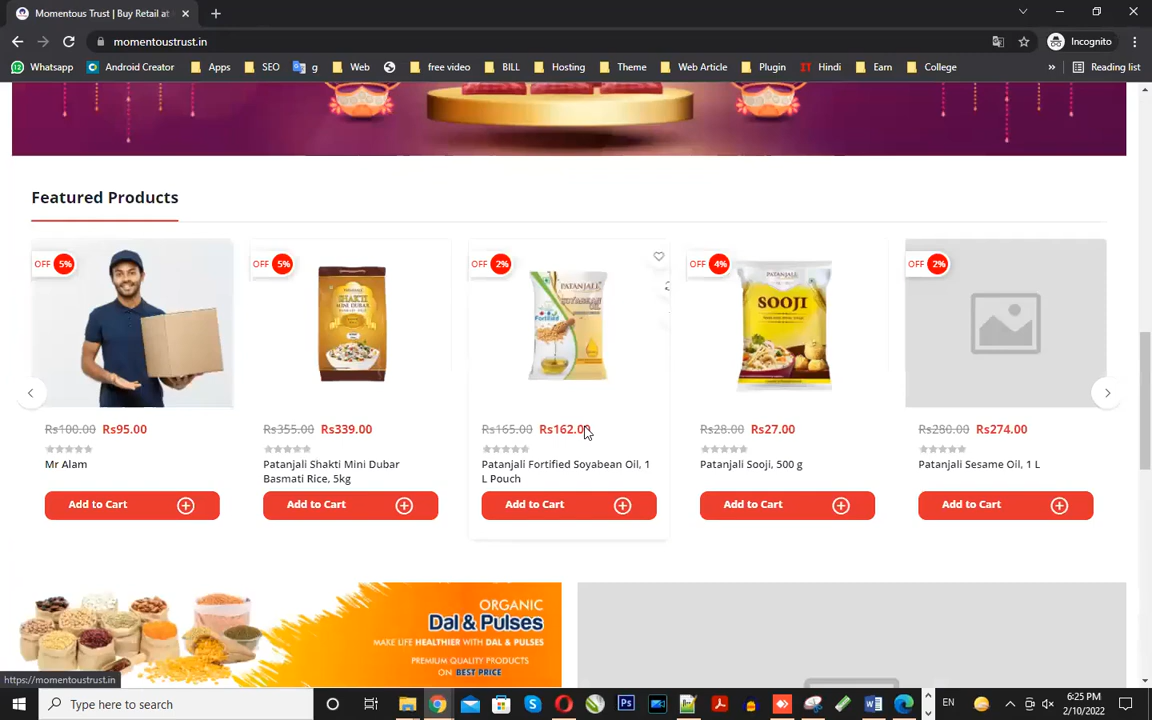 Momentous Trust | Buy Retail at
momentoustrust.in
Incognito
Whatsapp Android Creator Apps SEO g Web free video BILL Hosting Theme Web Article Plugin Hindi Earn College » Reading list
Featured Products
OFF 5% OFF 5% OFF 2% OFF 4% OFF 2%
PATANJALI
SHAKTI
MINI DUBAR
Fortified
PATANJALI
SOOJI
Rs100.00 Rs95.00 Rs355.00 Rs339.00 Rs165.00 Rs162.00 Rs28.00 Rs27.00 Rs280.00 Rs274.00
Mr Alam Patanjali Shakti Mini Dubar Patanjali Fortified Soyabean Oil, 1 Patanjali Sooji, 500 g Patanjali Sesame Oil, 1 L
Basmati Rice, 5kg L Pouch
Add to Cart Add to Cart Add to Cart Add to Cart Add to Cart
ORGANIC
Dal & Pulses
MAKE LIFE HEALTHIER WITH DAL & PULSES
PREMIUM QUALITY PRODUCTS
ON BEST PRICE
https://momentoustrust.in
Type here to search
EN
6:25 PM
2/10/2022